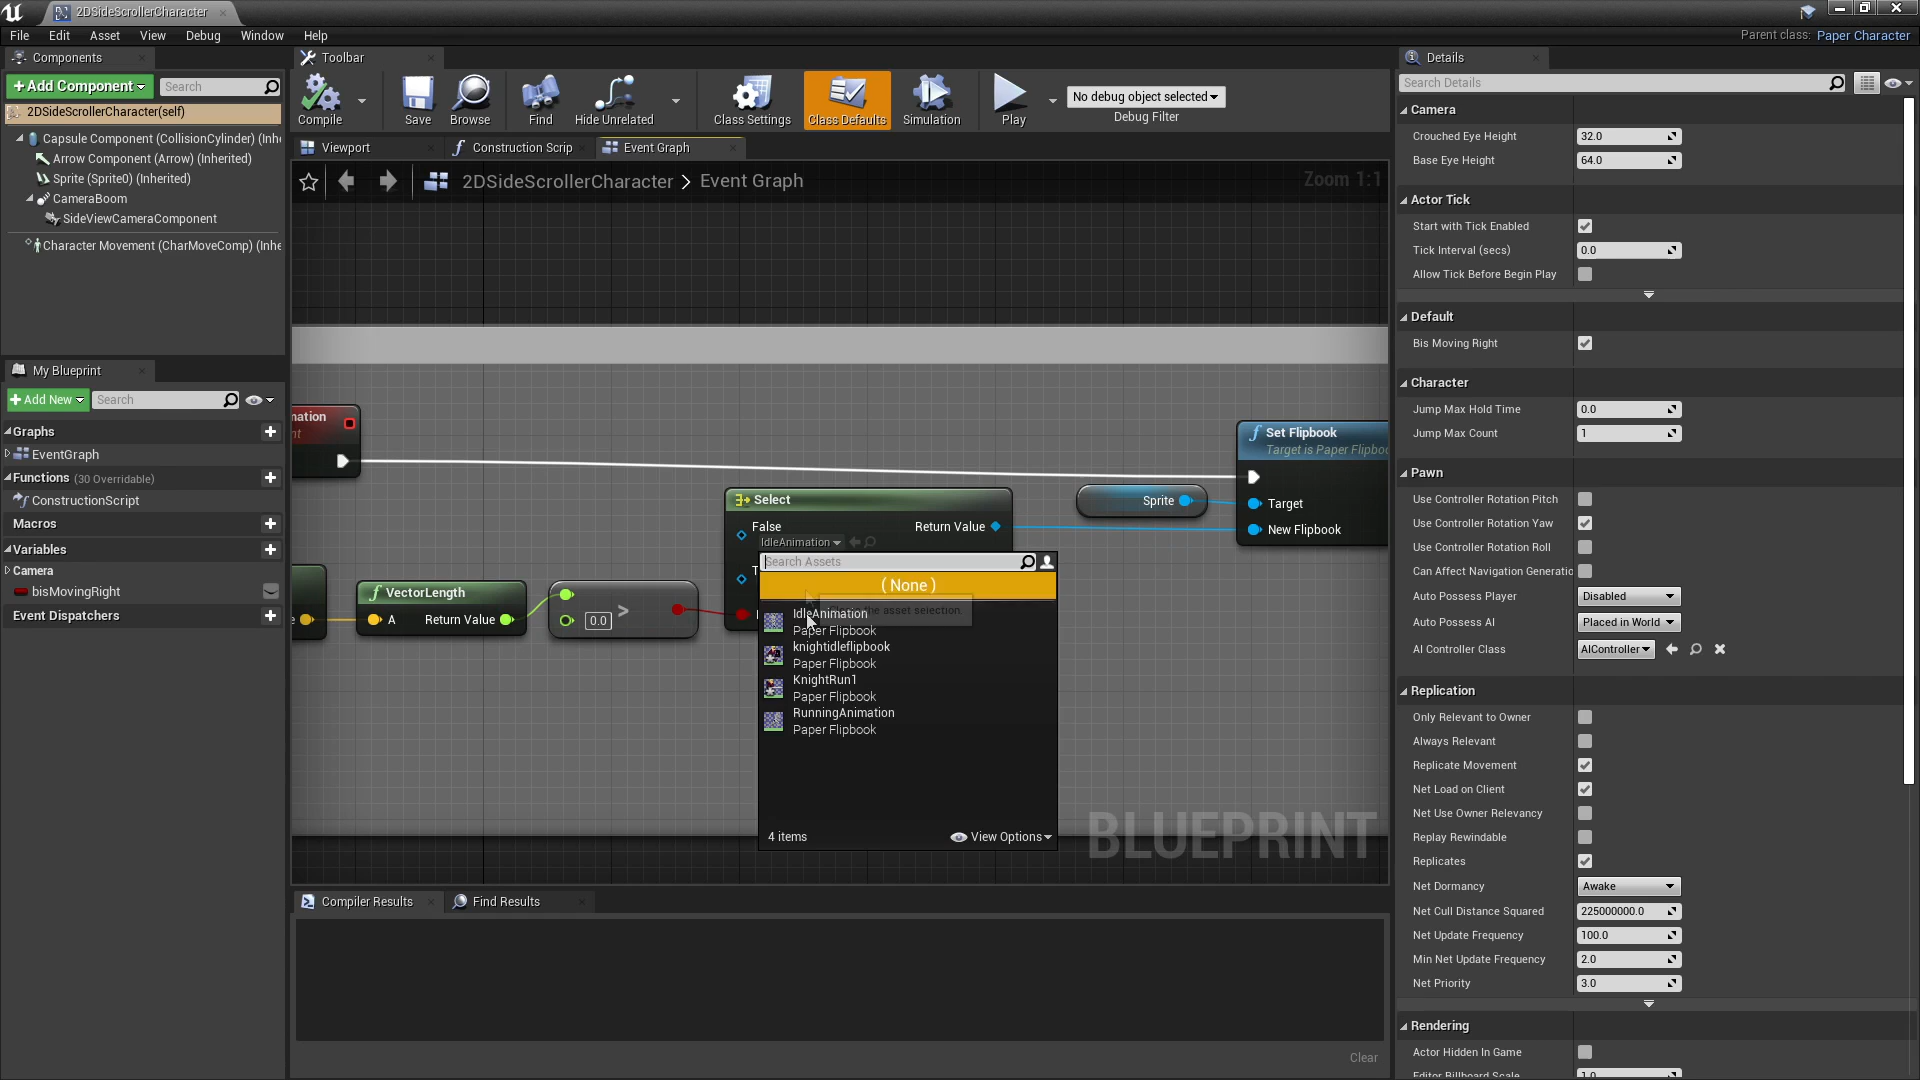 2DSideScrollerCharacter
File Edit Asset View Debug Window Help
Parent class: Paper Character
Components
Toolbar
Details
+Add Component
Search
2DSideScrollerCharacter(self)
Capsule Component (CollisionCylinder) (Inhe
Arrow Component (Arrow) (Inherited)
Sprite (Sprite0) (Inherited)
CameraBoom
SideViewCameraComponent
Character Movement (CharMoveComp) (Inhe
Compile
Save
Browse
Find
Hide Unrelated
Class Settings
Class Defaults
Simulation
Play
No debug object selected
Debug Filter
Viewport
Construction Scrip
Event Graph
2DSideScrollerCharacter > Event Graph
Zoom 1:1
My Blueprint
+Add New
Search
Graphs
EventGraph
Functions (30 Overridable)
ConstructionScript
Macros
Variables
Camera
bisMovingRight
Event Dispatchers
mation
nt
VectorLength
A
Return Value
0.0
>
Select
False
Return Value
IdleAnimation
Search Assets
( None )
the asset selection.
IdleAnimation
Paper Flipbook
knightidleflipbook
Paper Flipbook
KnightRun1
Paper Flipbook
RunningAnimation
Paper Flipbook
4 items
View Options
Sprite
Set Flipbook
Target is Paper Flipboo
Target
New Flipbook
BLUEPRINT
Compiler Results
Find Results
Clear
Search Details
Camera
Crouched Eye Height 32.0
Base Eye Height 64.0
Actor Tick
Start with Tick Enabled
Tick Interval (secs) 0.0
Allow Tick Before Begin Play
Default
Bis Moving Right
Character
Jump Max Hold Time 0.0
Jump Max Count 1
Pawn
Use Controller Rotation Pitch
Use Controller Rotation Yaw
Use Controller Rotation Roll
Can Affect Navigation Generatio
Auto Possess Player Disabled
Auto Possess AI Placed in World
AI Controller Class AIController
Replication
Only Relevant to Owner
Always Relevant
Replicate Movement
Net Load on Client
Net Use Owner Relevancy
Replay Rewindable
Replicates
Net Dormancy Awake
Net Cull Distance Squared 225000000.0
Net Update Frequency 100.0
Min Net Update Frequency 2.0
Net Priority 3.0
Rendering
Actor Hidden In Game
Editor Billboard Scale 1.0